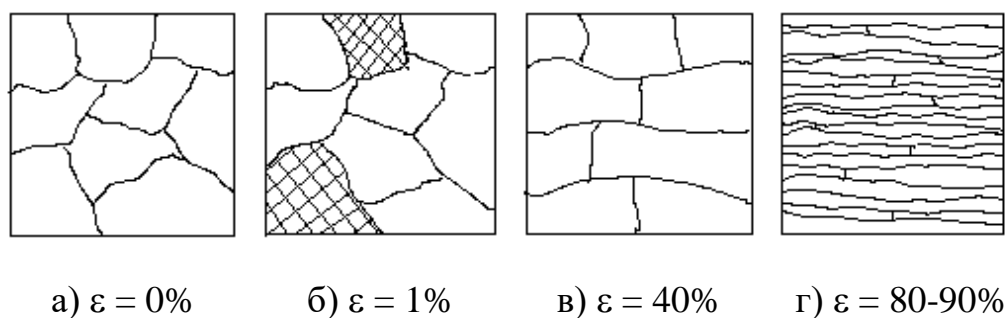 а) ε = 0% б) ε = 1% в) ε = 40% г) ε = 80-90%